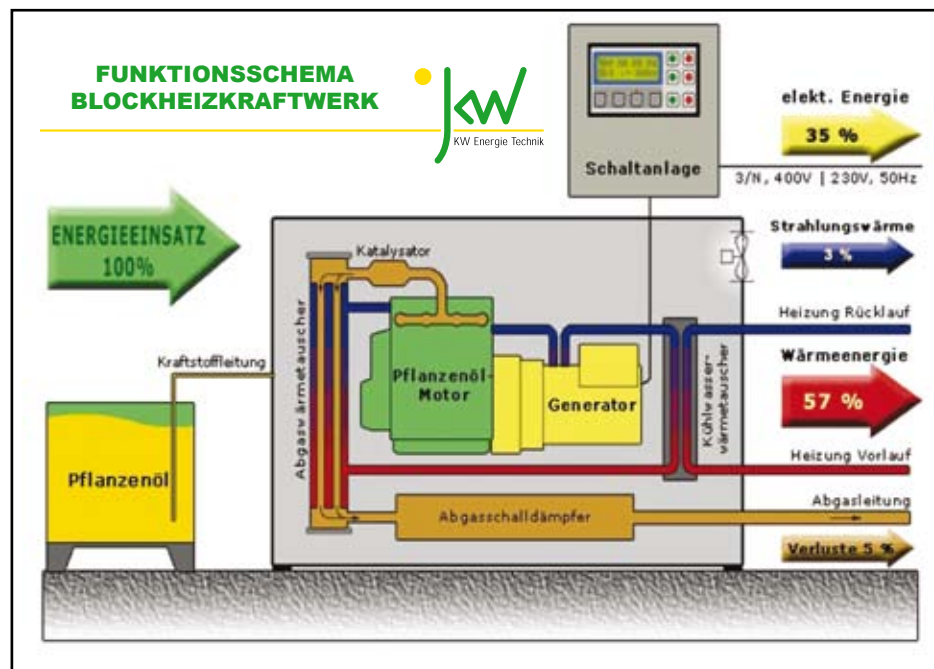 FUNKTIONSSCHEMA
BLOCKHEIZKRAFTWERK
KW
KW Energie Technik
Schaltanlage
elekt. Energie
35 %
3/N, 400V | 230V, 50Hz
ENERGIEEINSATZ
100%
Strahlungswärme
3 %
Katalysator
Abgaswärmetauscher
Heizung Rücklauf
Kraftstoffleitung
Pflanzenöl-
Motor
Generator
Kühlwasser-
wärmetauscher
Wärmeenergie
57 %
Heizung Vorlauf
Pflanzenöl
Abgasschalldämpfer
Abgasleitung
Verluste 5 %